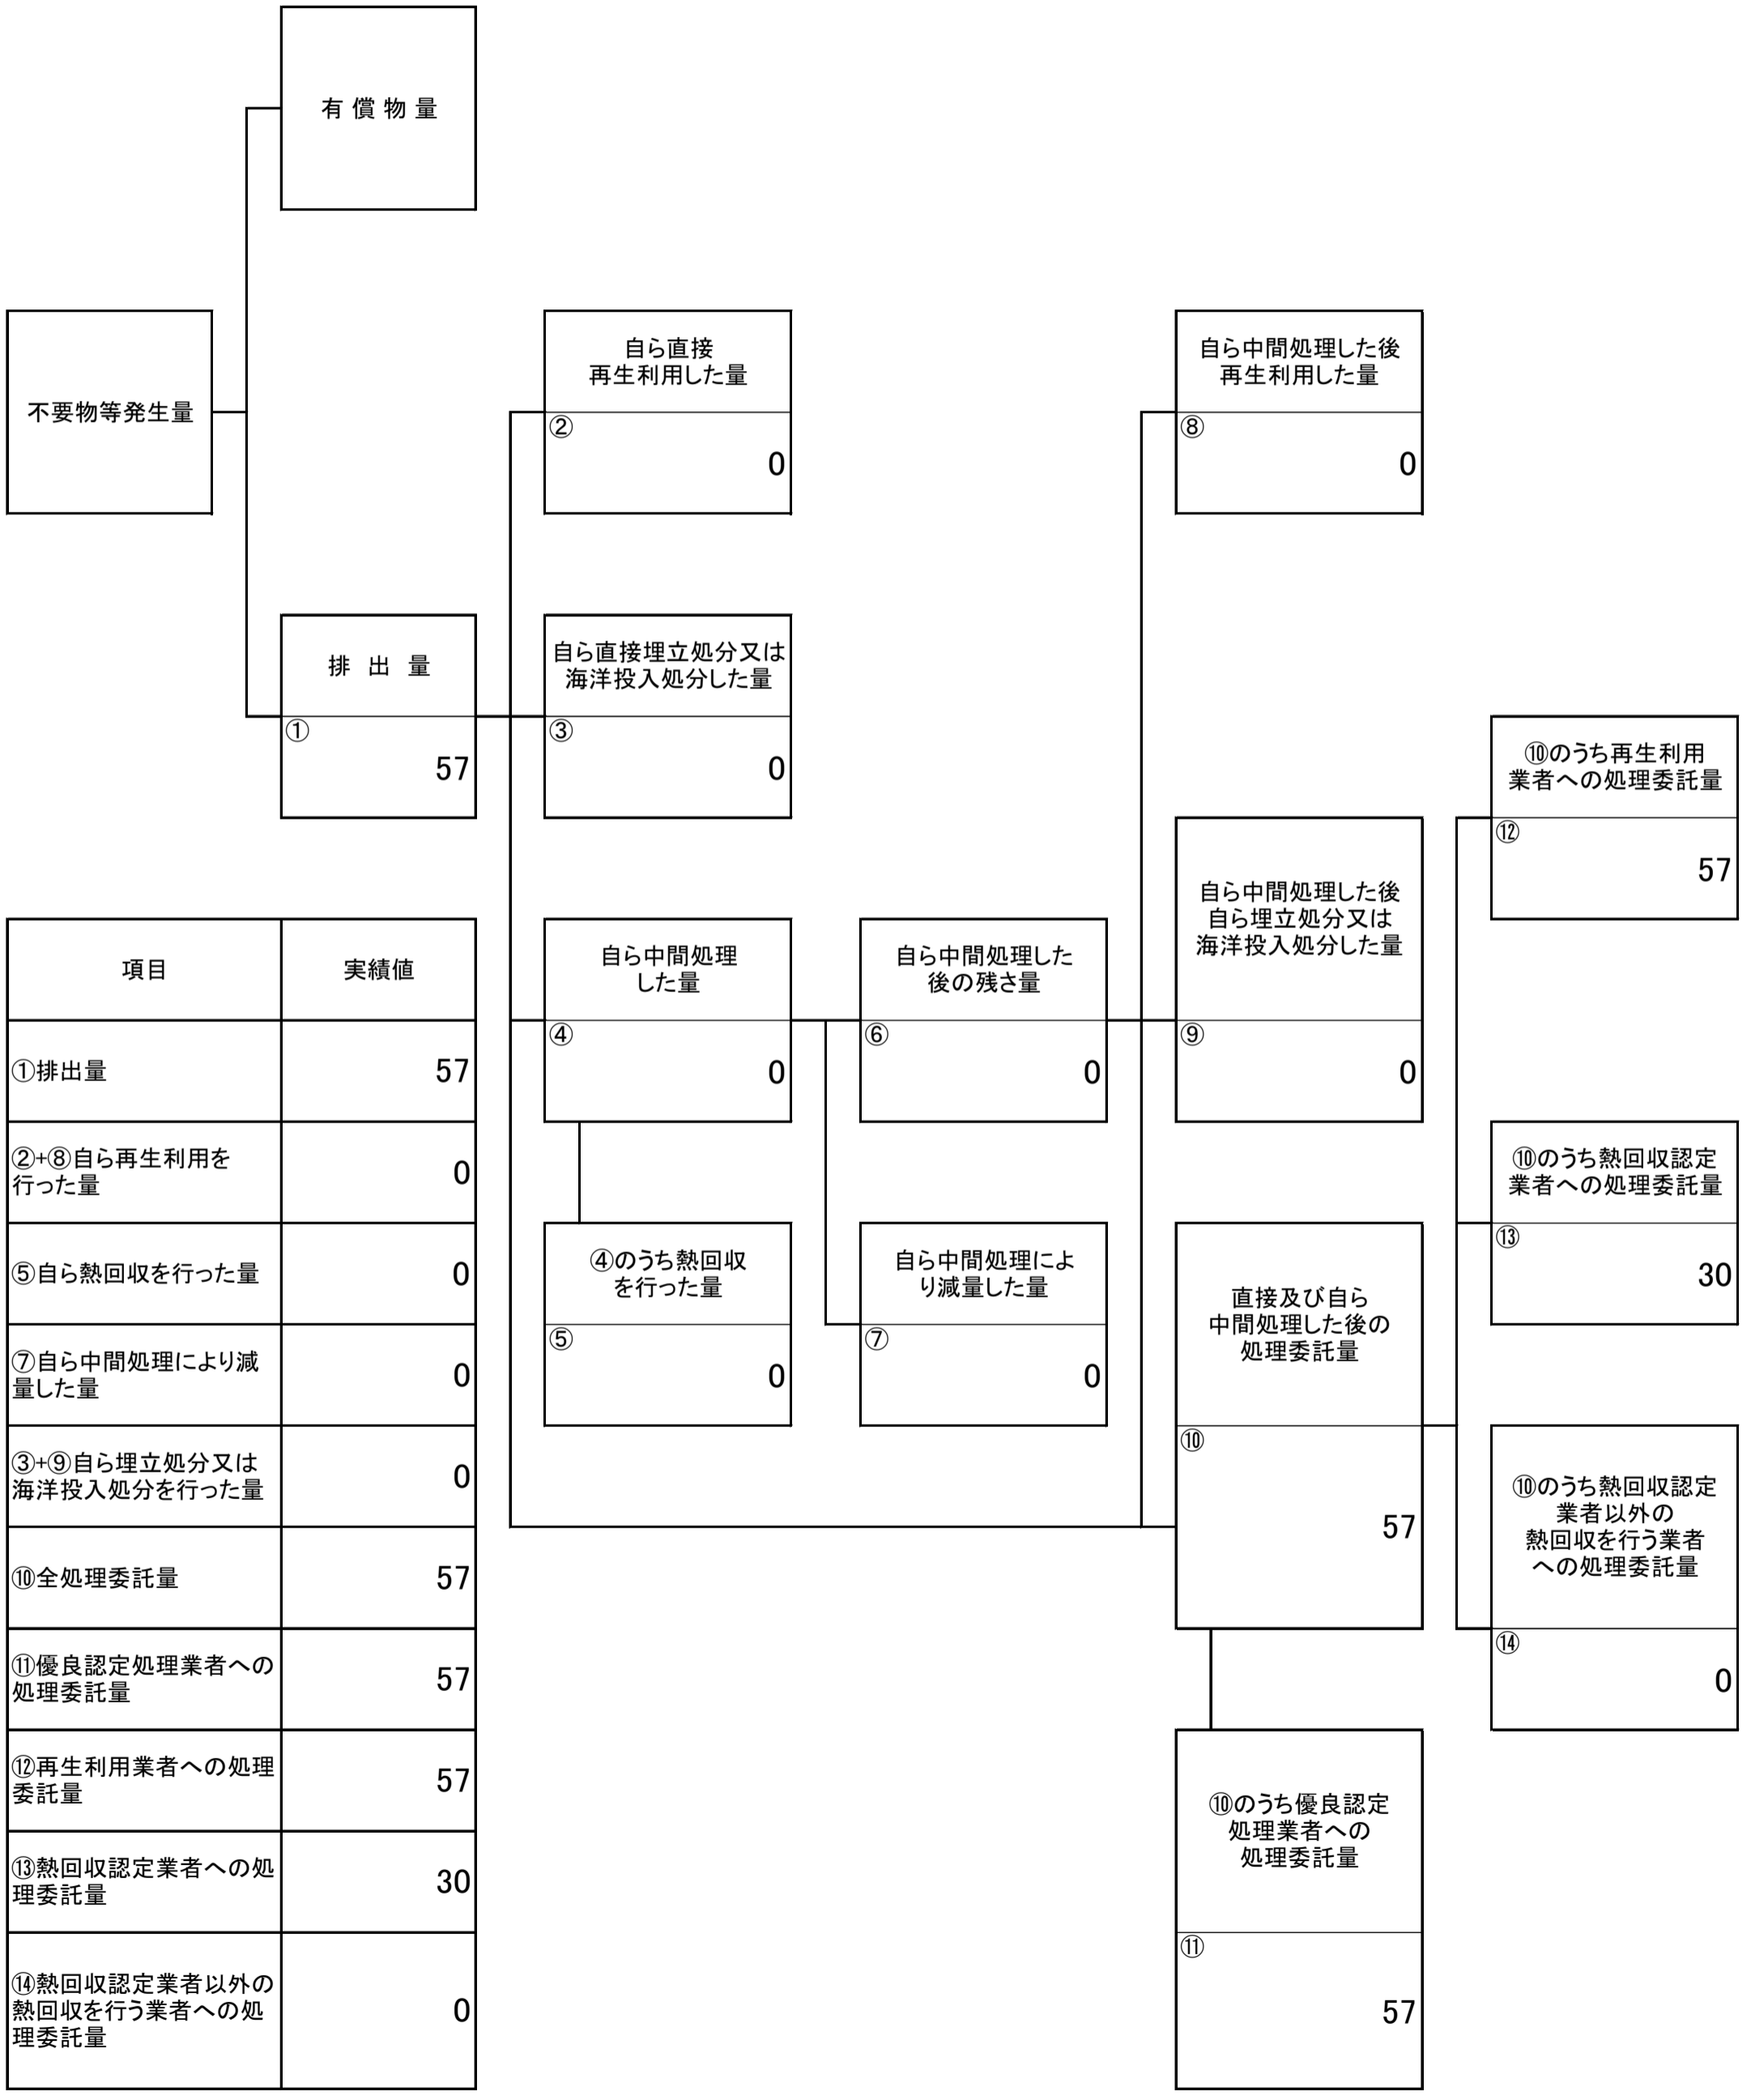 有償物量
不要物等発生量
自ら直接
再生利用した量
②
0
自ら中間処理した後
再生利用した量
⑧
0
排出量
①
57
自ら直接埋立処分又は
海洋投入処分した量
③
0
⑩のうち再生利用
業者への処理委託量
⑫
57
自ら中間処理した後
自ら埋立処分又は
海洋投入処分した量
⑨
0
自ら中間処理
した量
④
0
自ら中間処理した
後の残さ量
⑥
0
⑩のうち熱回収認定
業者への処理委託量
⑬
30
④のうち熱回収
を行った量
⑤
0
自ら中間処理によ
り減量した量
⑦
0
直接及び自ら
中間処理した後の
処理委託量
⑩
57
⑩のうち熱回収認定
業者以外の
熱回収を行う業者
への処理委託量
⑭
0
⑩のうち優良認定
処理業者への
処理委託量
⑪
57
項目 実績値
①排出量 57
②+⑧自ら再生利用を
行った量 0
⑤自ら熱回収を行った量 0
⑦自ら中間処理により減
量した量 0
③+⑨自ら埋立処分又は
海洋投入処分を行った量 0
⑩全処理委託量 57
⑪優良認定処理業者への
処理委託量 57
⑫再生利用業者への処理
委託量 57
⑬熱回収認定業者への処
理委託量 30
⑭熱回収認定業者以外の
熱回収を行う業者への処
理委託量 0